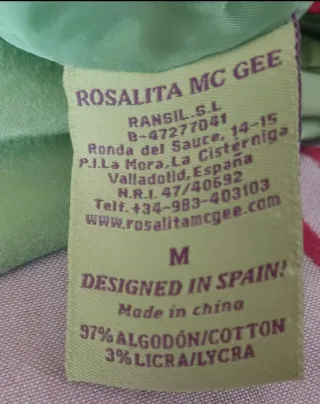 ROSALITA MC GEE
RANSIL.S.L
B-47277041
Ronda del Sauce, 14-15
P.I.La Mora.La Cisterniga
Valladolid,España
N.R.I. 47/40692
Telf.+34-983-403103
www.rosalitamcgee.com
M
DESIGNED IN SPAIN!
Made in china
97% ALGODÓN/COTTON
3% LICRA/LYCRA